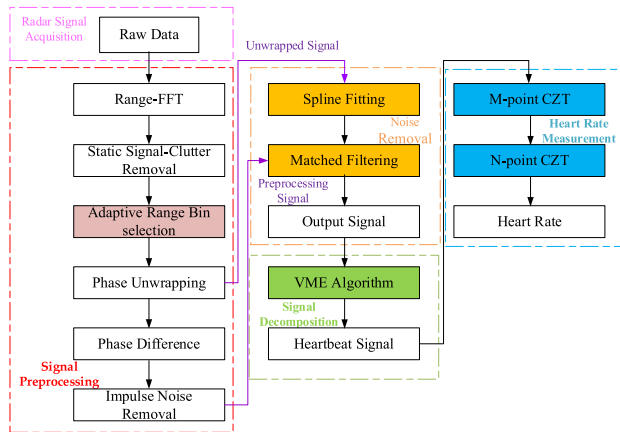 Radar Signal
Acquisition
Raw Data
Range-FFT
Static Signal-Clutter
Removal
Adaptive Range Bin
selection
Phase Unwrapping
Phase Difference
Signal
Preprocessing
Impulse Noise
Removal
Unwrapped Signal
Spline Fitting
Noise
Removal
Matched Filtering
Preprocessing
Signal
Output Signal
VME Algorithm
Signal
Decomposition
Heartbeat Signal
M-point CZT
Heart Rate
Measurement
N-point CZT
Heart Rate